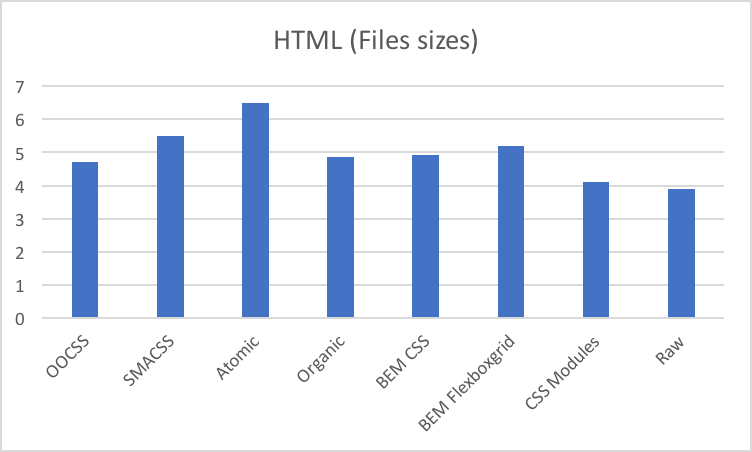 HTML (Files sizes)
7
6
5
4
3
2
1
0
OOCSS
SMACSS
Atomic
Organic
BEM CSS
BEM Flexboxgrid
CSS Modules
Raw